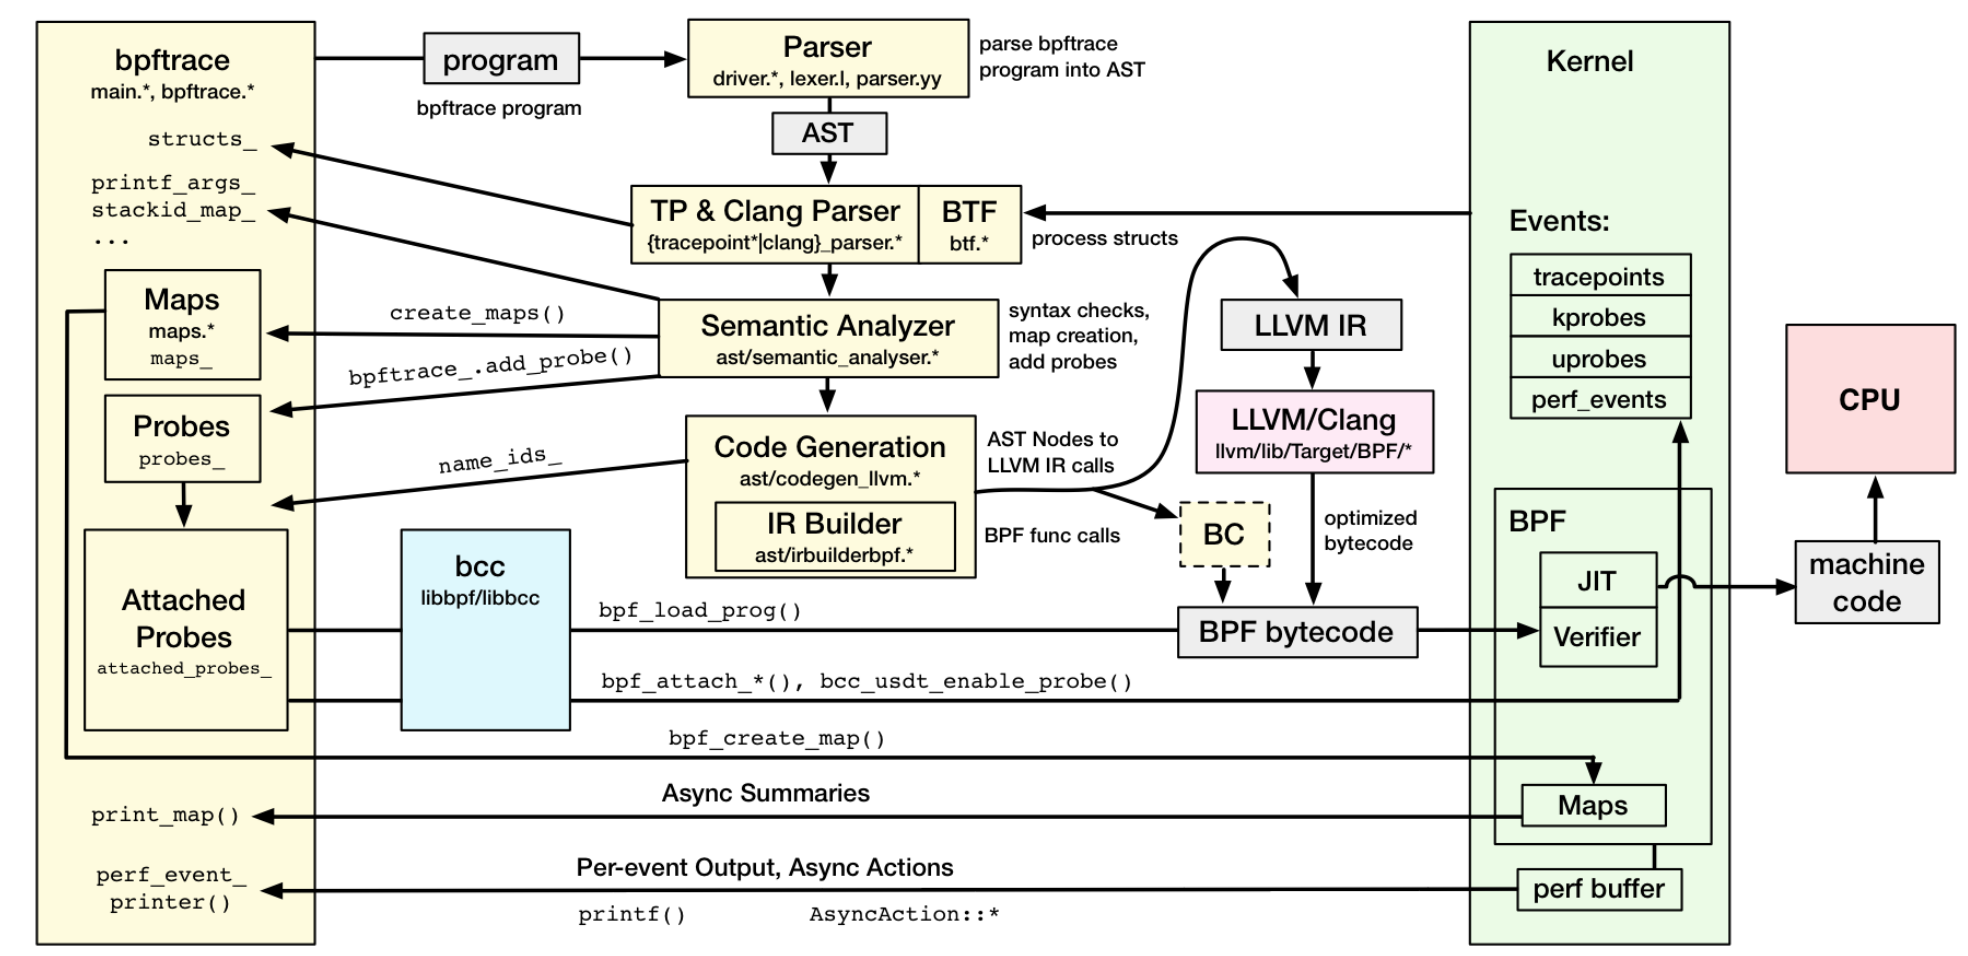 bpftrace
main.*, bpftrace.*
structs_
printf_args_
stackid_map_
...
Maps
maps.*
maps_
Probes
probes_
Attached
Probes
attached_probes_
print_map()
perf_event_
printer()
program
bpftrace program
Parser
driver.*, lexer.l, parser.yy
parse bpftrace
program into AST
AST
TP & Clang Parser
{tracepoint*|clang}_parser.*
BTF
btf.*
process structs
create_maps()
bpftrace_.add_probe()
Semantic Analyzer
ast/semantic_analyser.*
syntax checks,
map creation,
add probes
name_ids_
Code Generation
ast/codegen_llvm.*
IR Builder
ast/irbuilderbpf.*
AST Nodes to
LLVM IR calls
BPF func calls
LLVM IR
LLVM/Clang
llvm/lib/Target/BPF/*
optimized
bytecode
BC
BPF bytecode
bcc
libbpf/libbcc
bpf_load_prog()
bpf_attach_*(), bcc_usdt_enable_probe()
bpf_create_map()
Async Summaries
Per-event Output, Async Actions
printf()
AsyncAction::*
Kernel
Events:
tracepoints
kprobes
uprobes
perf_events
BPF
JIT
Verifier
Maps
perf buffer
CPU
machine
code